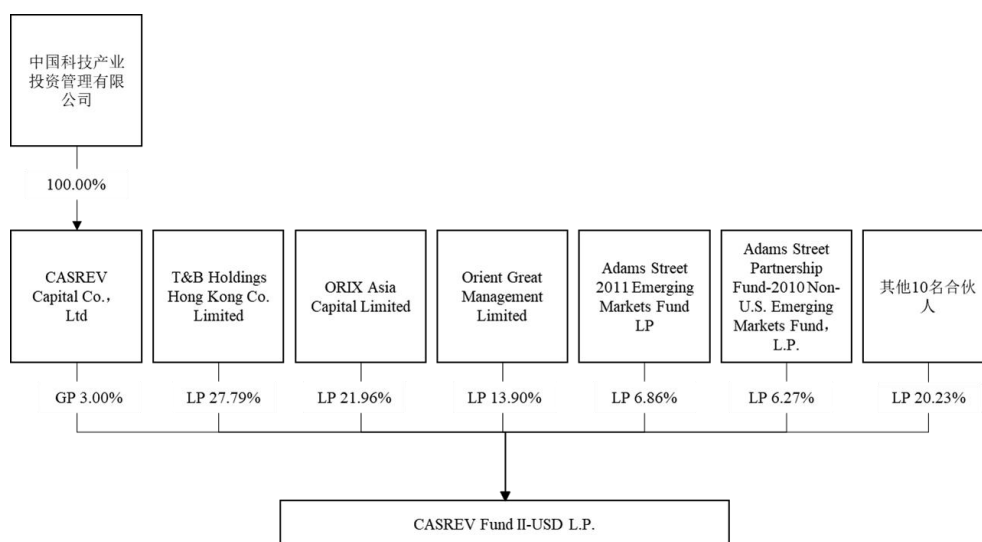 中国科技产业
投资管理有限
公司
100.00%
CASREV
Capital Co.，
Ltd
T&B Holdings
Hong Kong Co.
Limited
ORIX Asia
Capital Limited
Orient Great
Management
Limited
Adams Street
2011 Emerging
Markets Fund
LP
Adams Street
Partnership
Fund-2010 Non-
U.S. Emerging
Markets Fund，
L.P.
其他10名合伙
人
GP 3.00%
LP 27.79%
LP 21.96%
LP 13.90%
LP 6.86%
LP 6.27%
LP 20.23%
CASREV Fund II-USD L.P.